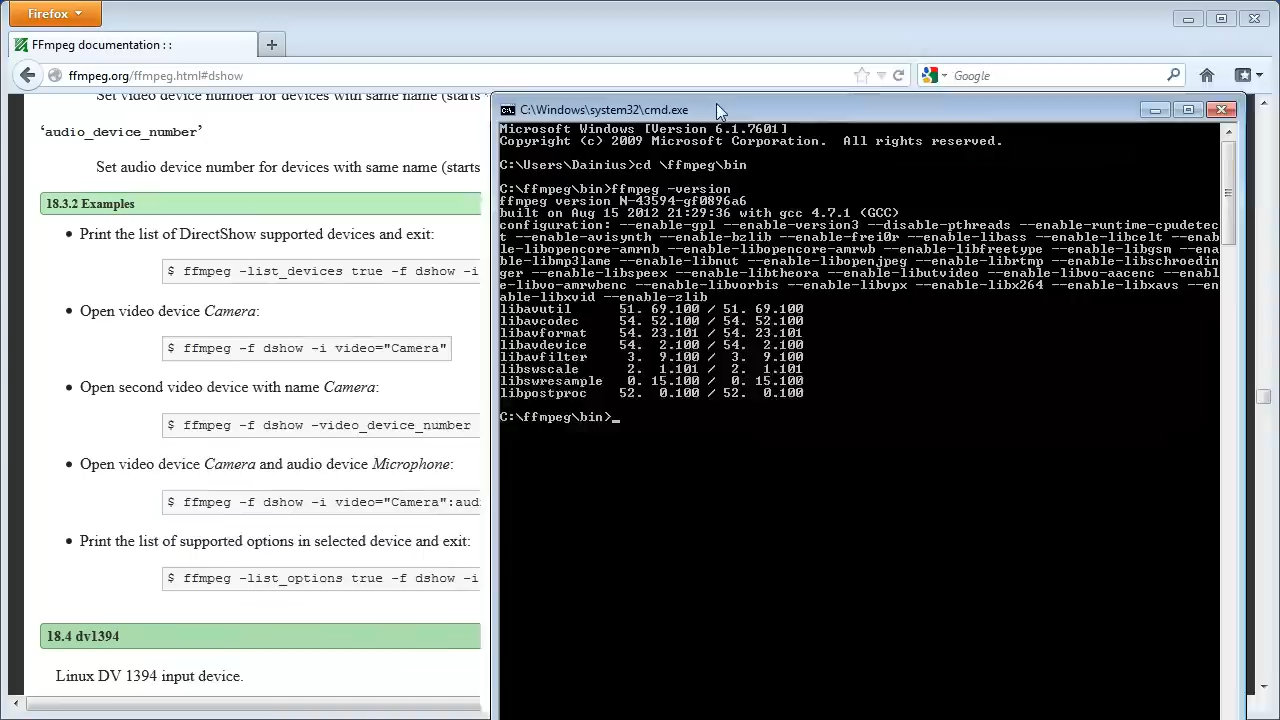 Firefox
FFmpeg documentation : :
ffmpeg.org/ffmpeg.html#dshow
Google
Set video device number for devices with same name (starts
‘audio_device_number’
Set audio device number for devices with same name (starts
18.3.2 Examples
Print the list of DirectShow supported devices and exit:
$ ffmpeg -list_devices true -f dshow -i
Open video device Camera:
$ ffmpeg -f dshow -i video="Camera"
Open second video device with name Camera:
$ ffmpeg -f dshow -video_device_number
Open video device Camera and audio device Microphone:
$ ffmpeg -f dshow -i video="Camera":aud
Print the list of supported options in selected device and exit:
$ ffmpeg -list_options true -f dshow -i
18.4 dv1394
Linux DV 1394 input device.
C:\Windows\system32\cmd.exe
Microsoft Windows [Version 6.1.7601]
Copyright (c) 2009 Microsoft Corporation.  All rights reserved.
C:\Users\Dainius>cd \ffmpeg\bin
C:\ffmpeg\bin>ffmpeg -version
ffmpeg version N-43594-gf0896a6
built on Aug 15 2012 21:29:36 with gcc 4.7.1 (GCC)
configuration: --enable-gpl --enable-version3 --disable-pthreads --enable-runtime-cpudetec
t --enable-avisynth --enable-bzlib --enable-frei0r --enable-libass --enable-libcelt --enab
le-libopencore-amrnb --enable-libopencore-amrwb --enable-libfreetype --enable-libgsm --ena
ble-libmp3lame --enable-libnut --enable-libopenjpeg --enable-librtmp --enable-libschroedin
ger --enable-libspeex --enable-libtheora --enable-libutvideo --enable-libvo-aacenc --enabl
e-libvo-amrwbenc --enable-libvorbis --enable-libvpx --enable-libx264 --enable-libxavs --en
able-libxvid --enable-zlib
libavutil      51. 69.100 / 51. 69.100
libavcodec     54. 52.100 / 54. 52.100
libavformat    54. 23.101 / 54. 23.101
libavdevice    54.  2.100 / 54.  2.100
libavfilter     3.  9.100 /  3.  9.100
libswscale      2.  1.101 /  2.  1.101
libswresample   0. 15.100 /  0. 15.100
libpostproc    52.  0.100 / 52.  0.100
C:\ffmpeg\bin>_